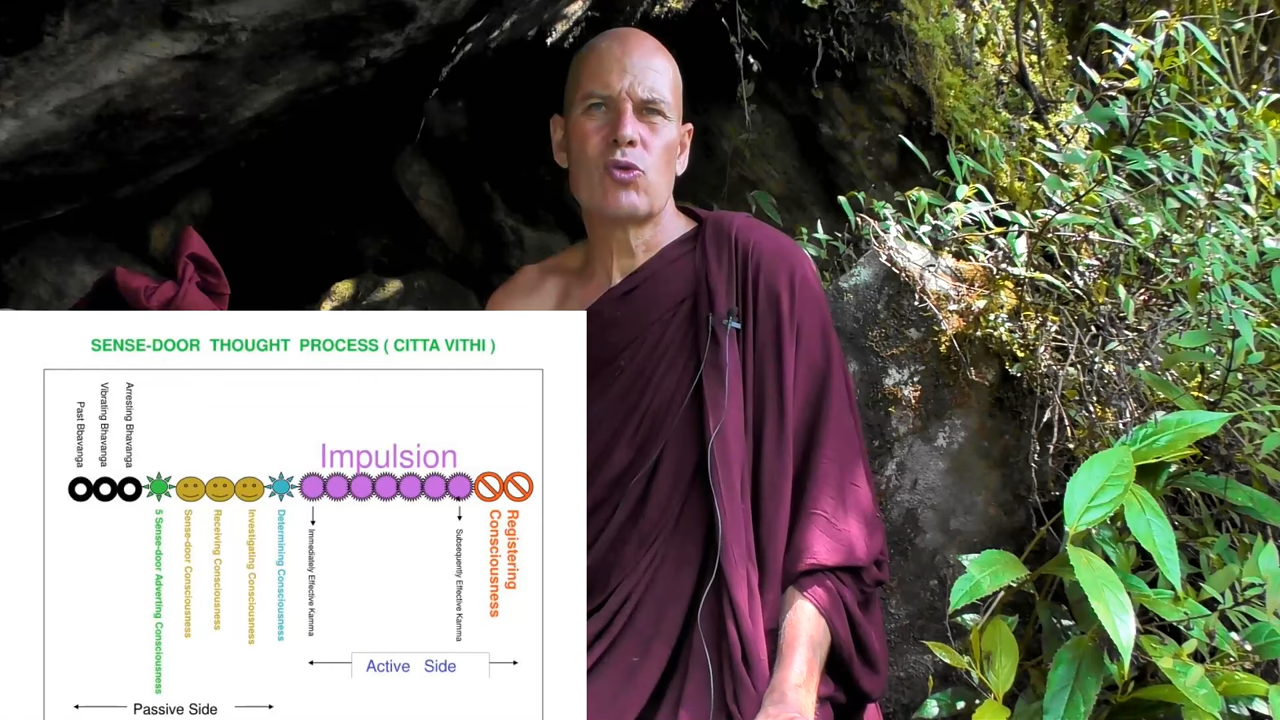 SENSE-DOOR THOUGHT PROCESS ( CITTA VITHI )
Past Bbavanga
Vibrating Bhavanga
Arresting Bhavanga
Impulsion
5 Sense-door Adverting Consciousness
Sense-door Consciousness
Receiving Consciousness
Investigating Consciousness
Determining Consciousness
Immediately Effective Kamma
Subsequently Effective Kamma
Registering
Consciousness
Active Side
Passive Side